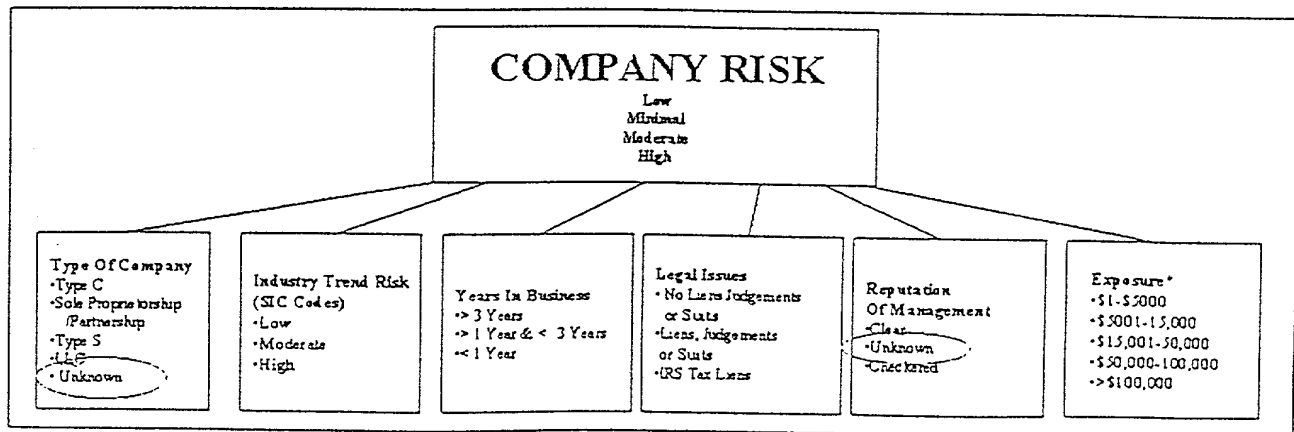 COMPANY RISK
Low
Minimal
Moderate
High
Type Of Company
•Type C
•Sole Proprietorship
/Partnership
•Type S
•LLC
• Unknown
Industry Trend Risk
(SIC Codes)
•Low
•Moderate
•High
Years In Business
•> 3 Years
•> 1 Year & < 3 Years
•< 1 Year
Legal Issues
• No Liens Judgements
or Suits
•Liens, Judgements
or Suits
•IRS Tax Liens
Reputation
Of Management
•Clear
•Unknown
•Checkered
Exposure*
•$1-$5000
•$5001-15,000
•$15,001-50,000
•$50,000-100,000
•>$100,000